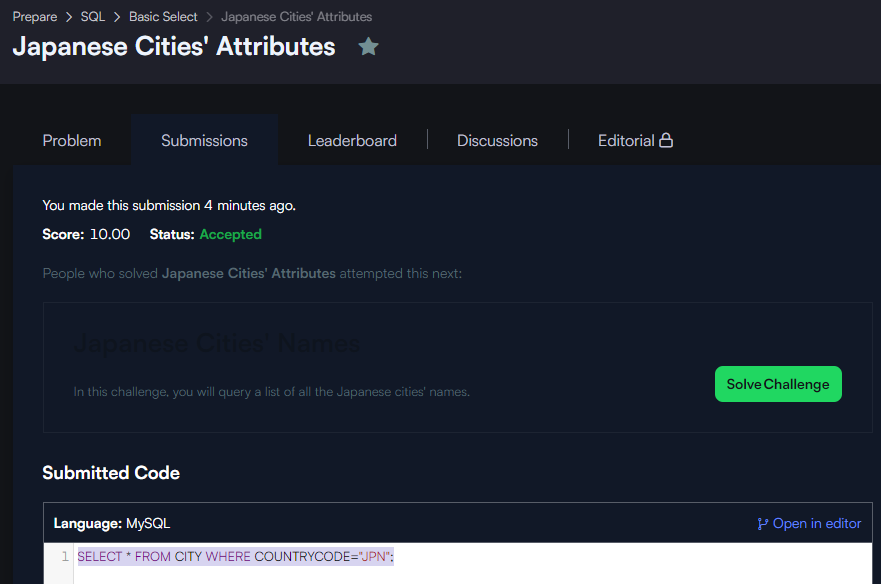 Prepare > SQL > Basic Select > Japanese Cities' Attributes
Japanese Cities' Attributes
Problem Submissions Leaderboard Discussions Editorial
You made this submission 4 minutes ago.
Score: 10.00 Status: Accepted
People who solved Japanese Cities' Attributes attempted this next:
Japanese Cities' Names
In this challenge, you will query a list of all the Japanese cities' names.
Solve Challenge
Submitted Code
Language: MySQL Open in editor
1 SELECT * FROM CITY WHERE COUNTRYCODE="JPN";